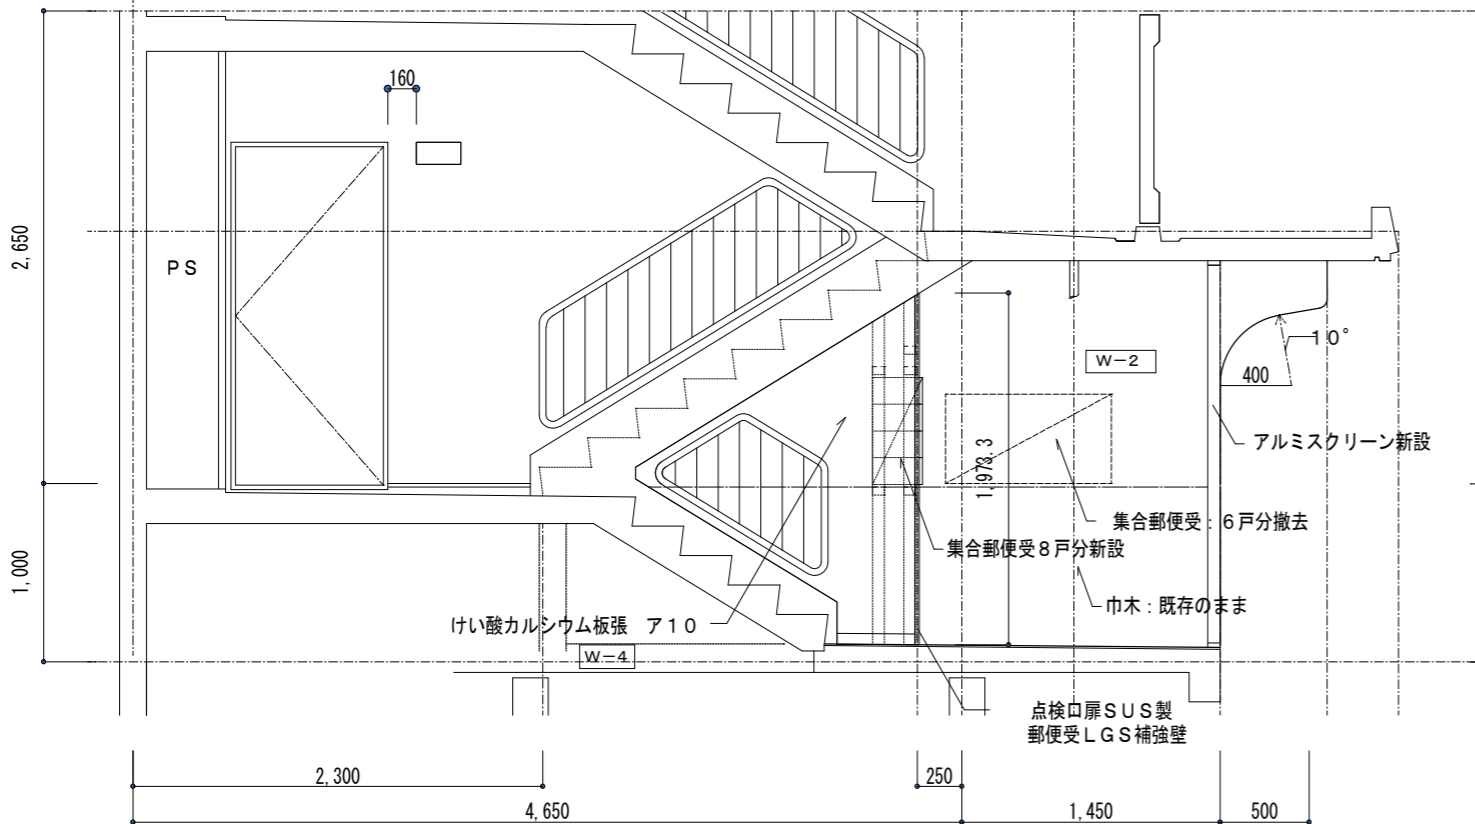 160
2,650
PS
10°
W-2
400
アルミスクリーン新設
1,973.3
集合郵便受:6戸分撤去
集合郵便受8戸分新設
1,000
巾木:既存のまま
けい酸カルシウム板張 ア10
W-4
点検口扉SUS製
郵便受LGS補強壁
2,300
250
4,650
1,450
500